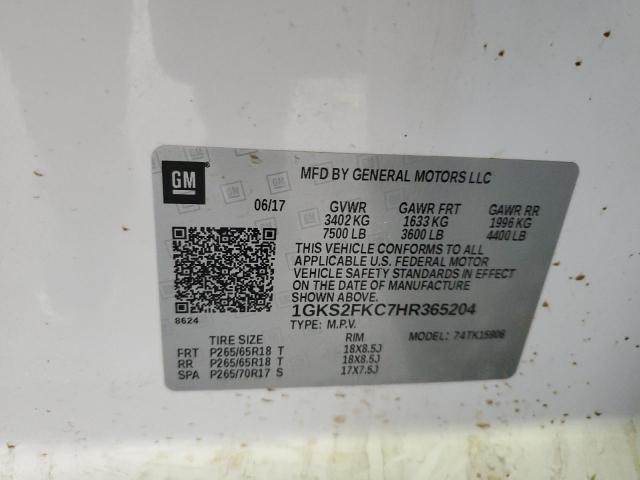 GM
MFD BY GENERAL MOTORS LLC
06/17 GVWR GAWR FRT GAWR RR
3402 KG 1633 KG 1996 KG
7500 LB 3600 LB 4400 LB
THIS VEHICLE CONFORMS TO ALL
APPLICABLE U.S. FEDERAL MOTOR
VEHICLE SAFETY STANDARDS IN EFFECT
ON THE DATE OF MANUFACTURE
SHOWN ABOVE.
1GKS2FKC7HR365204
8624
TYPE: M.P.V. MODEL: 74TK15906
TIRE SIZE RIM
FRT P265/65R18 T 18X8.5J
RR P265/65R18 T 18X8.5J
SPA P265/70R17 S 17X7.5J